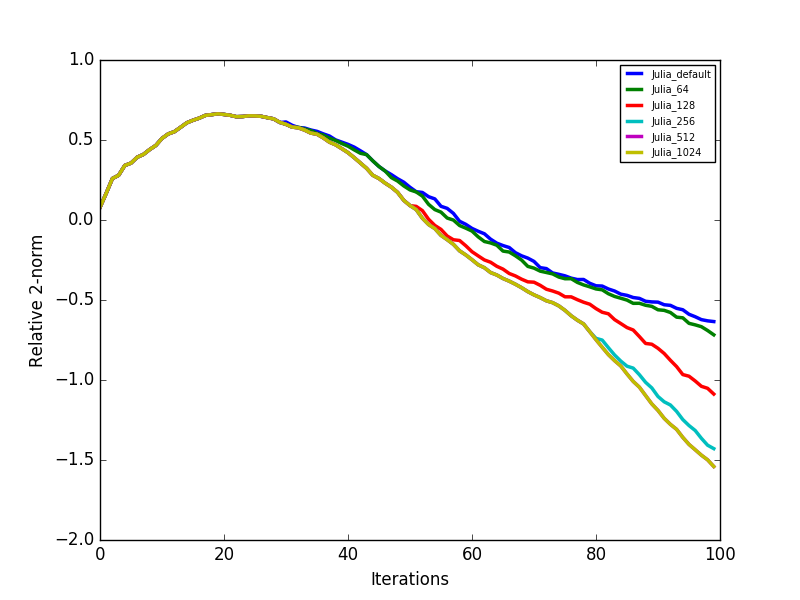 1.0
0.5
0.0
−0.5
−1.0
−1.5
−2.0
0 20 40 60 80 100
Relative 2-norm
Iterations
Julia_default
Julia_64
Julia_128
Julia_256
Julia_512
Julia_1024